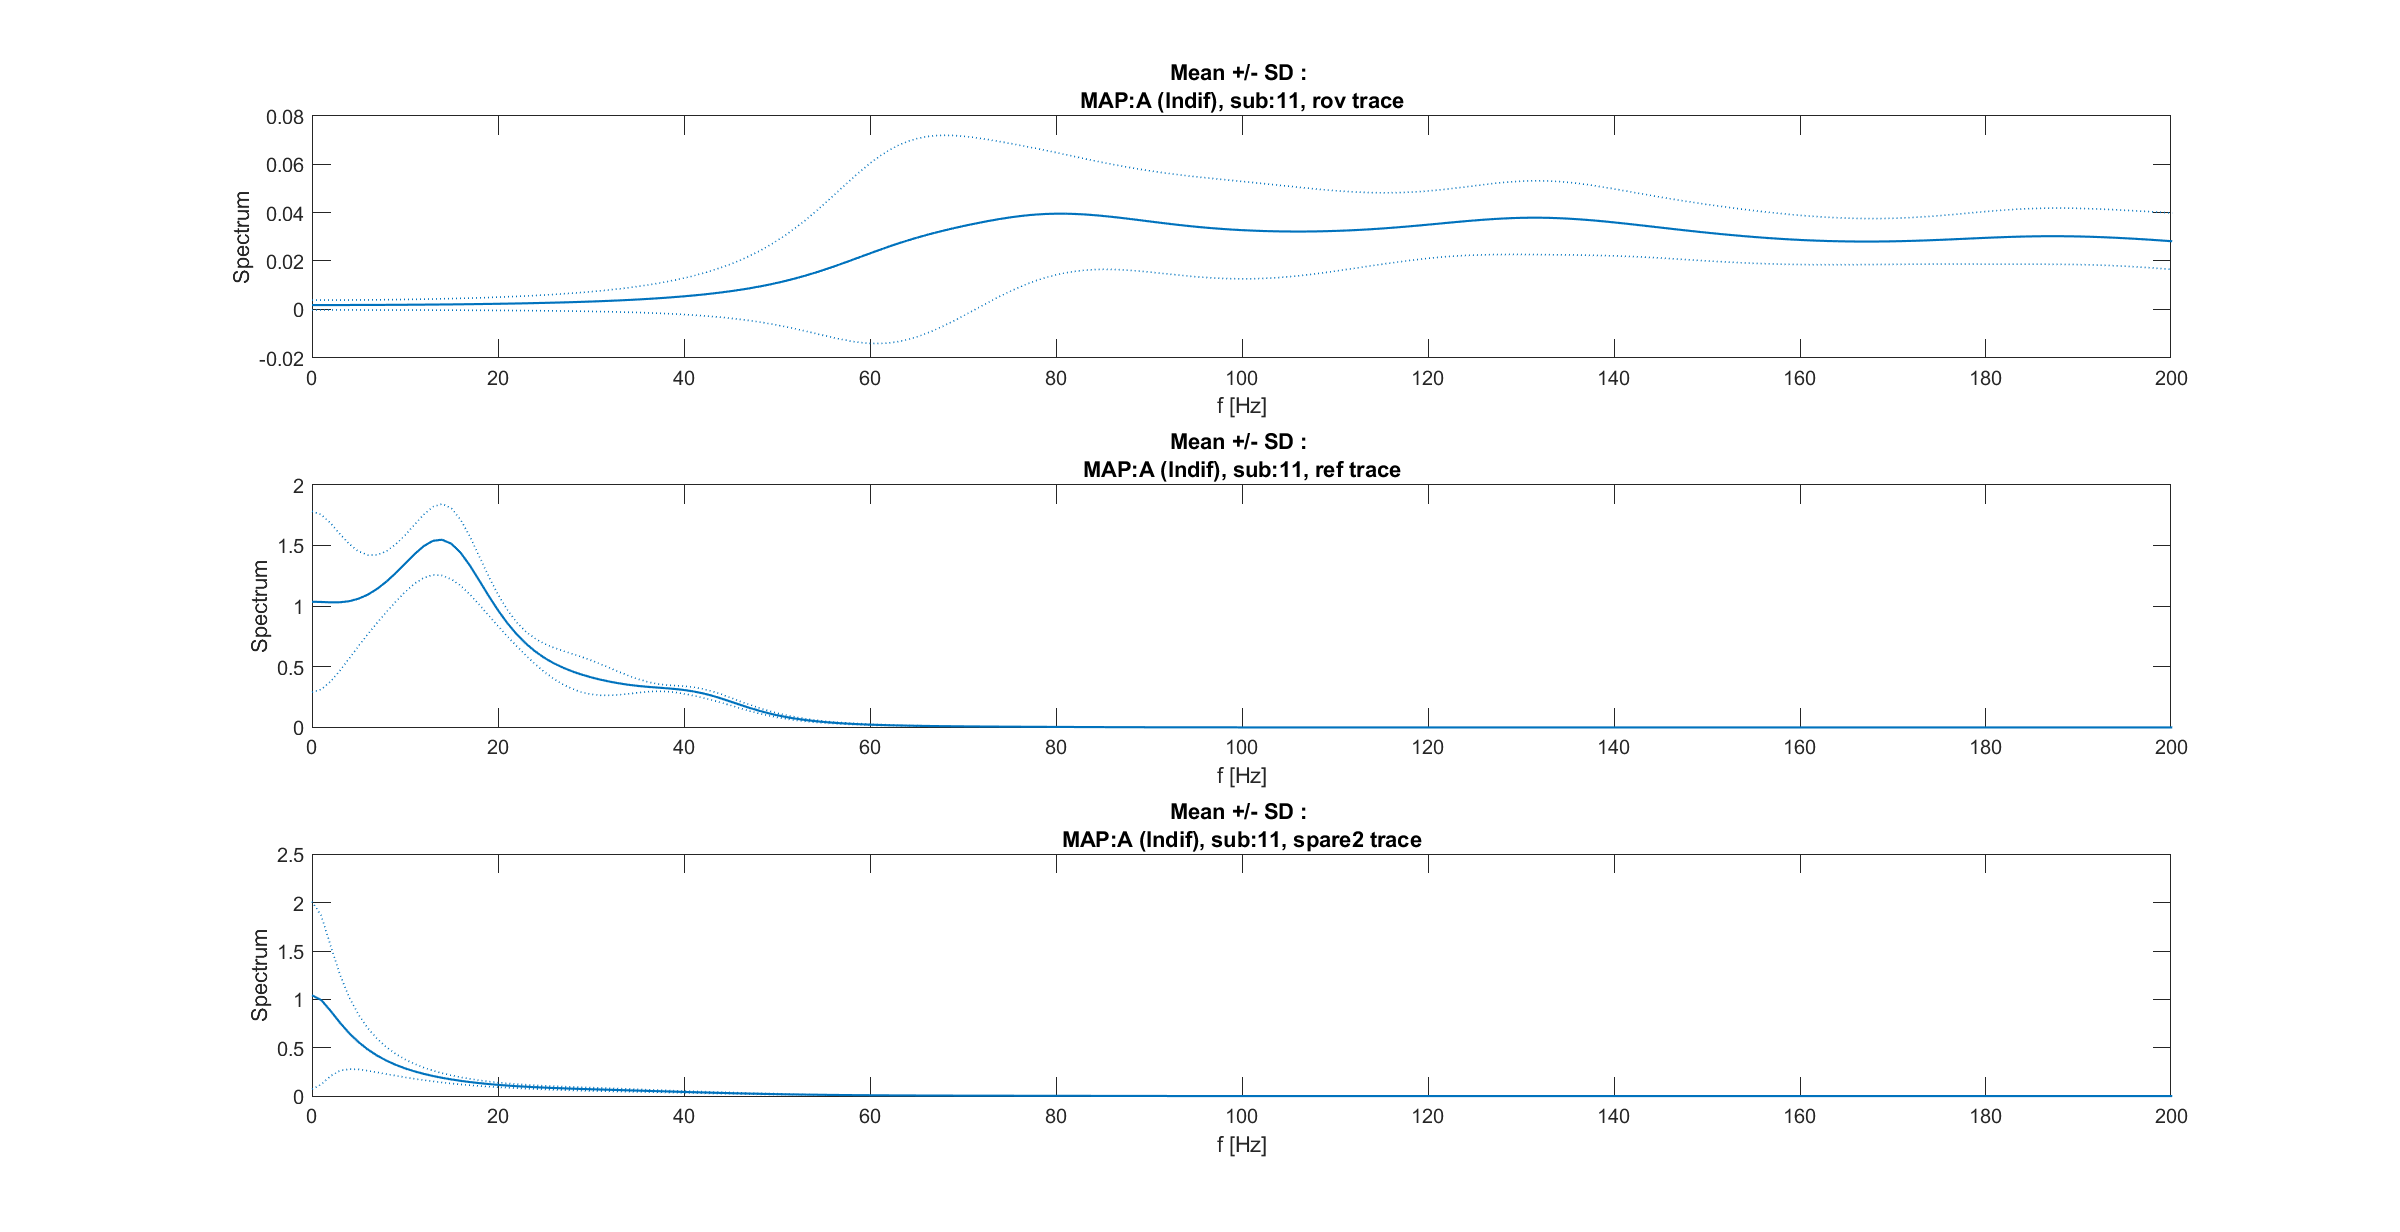 Mean +/- SD :
MAP:A (Indif), sub:11, rov trace
0.08
0.06
0.04
0.02
0
-0.02
Spectrum
0 20 40 60 80 100 120 140 160 180 200
f [Hz]
Mean +/- SD :
MAP:A (Indif), sub:11, ref trace
2
1.5
1
0.5
0
Spectrum
0 20 40 60 80 100 120 140 160 180 200
f [Hz]
Mean +/- SD :
MAP:A (Indif), sub:11, spare2 trace
2.5
2
1.5
1
0.5
0
Spectrum
0 20 40 60 80 100 120 140 160 180 200
f [Hz]